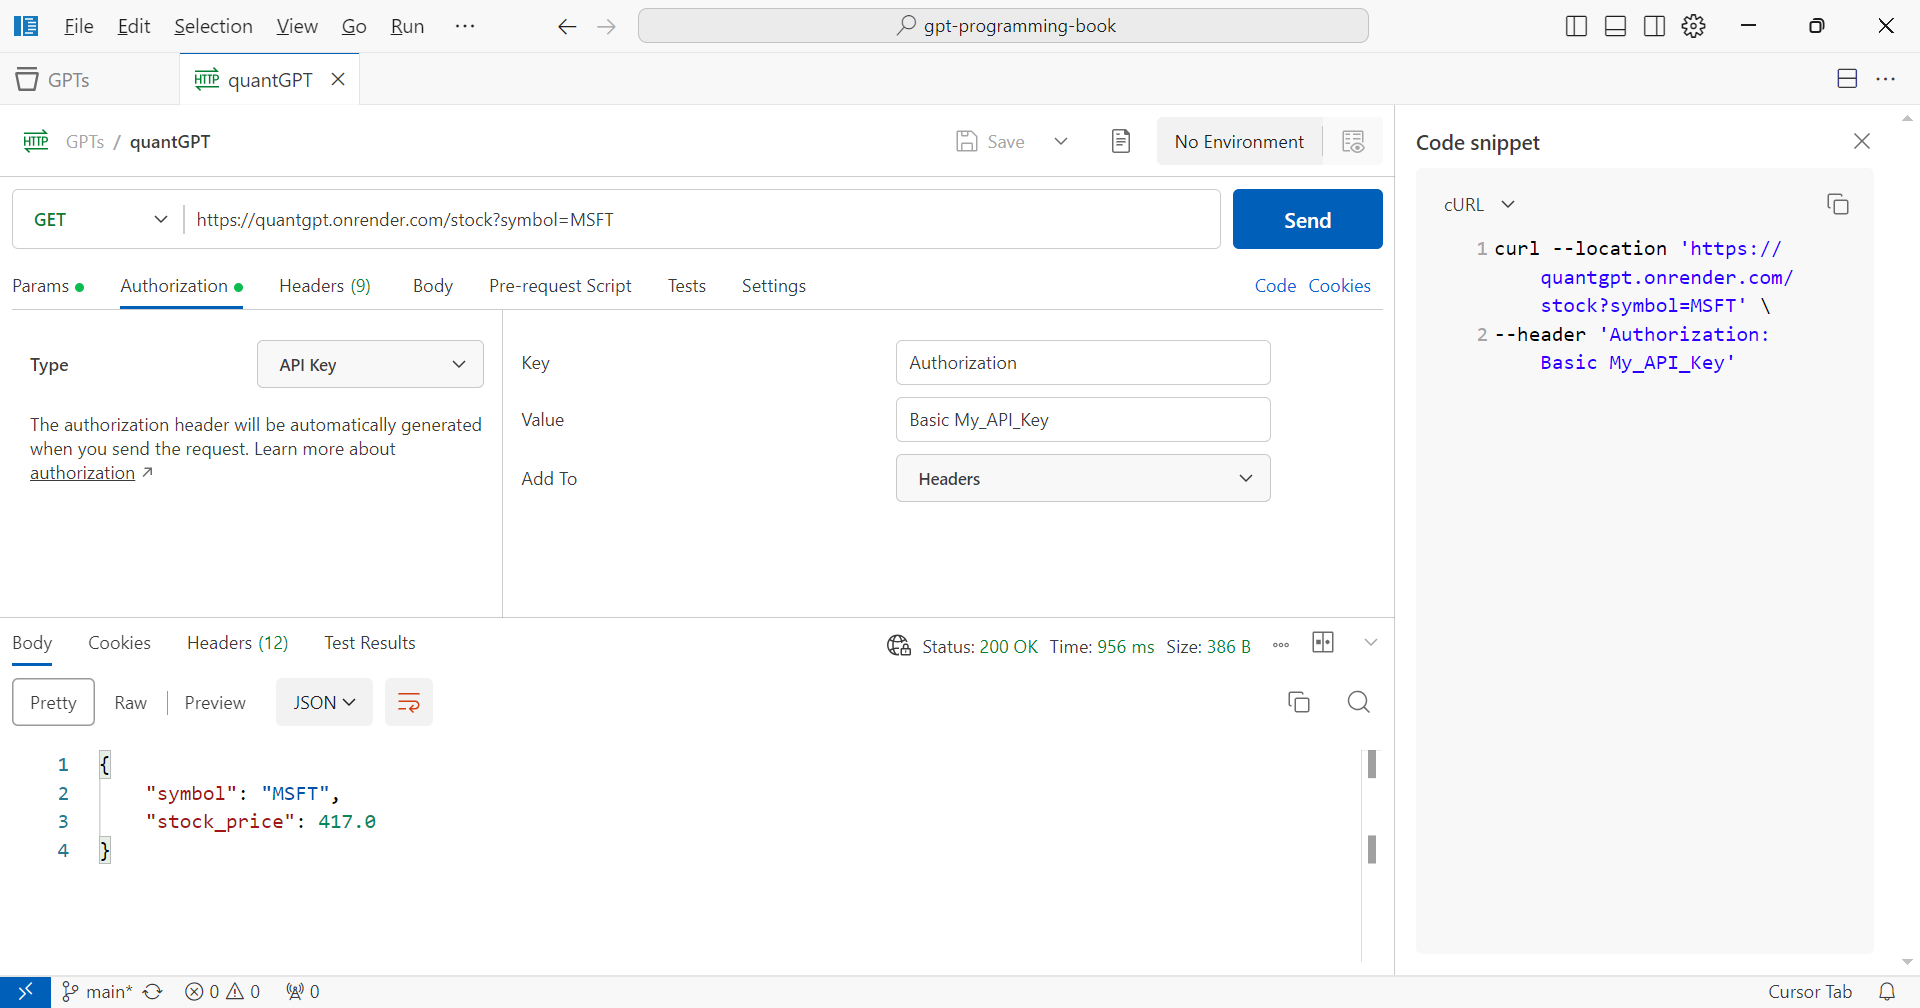 File Edit Selection View Go Run ···
gpt-programming-book
GPTs
HTTP quantGPT
HTTP GPTs / quantGPT
Save
No Environment
GET
https://quantgpt.onrender.com/stock?symbol=MSFT
Send
Params
Authorization
Headers (9)
Body
Pre-request Script
Tests
Settings
Code
Cookies
Type
API Key
The authorization header will be automatically generated
when you send the request. Learn more about
authorization ↗
Key
Authorization
Value
Basic My_API_Key
Add To
Headers
Code snippet
cURL
1 curl --location 'https://
quantgpt.onrender.com/
stock?symbol=MSFT' \
2 --header 'Authorization:
Basic My_API_Key'
Body
Cookies
Headers (12)
Test Results
Status: 200 OK Time: 956 ms Size: 386 B
Pretty
Raw
Preview
JSON
1 {
2 "symbol": "MSFT",
3 "stock_price": 417.0
4 }
main* 0 0 0
Cursor Tab